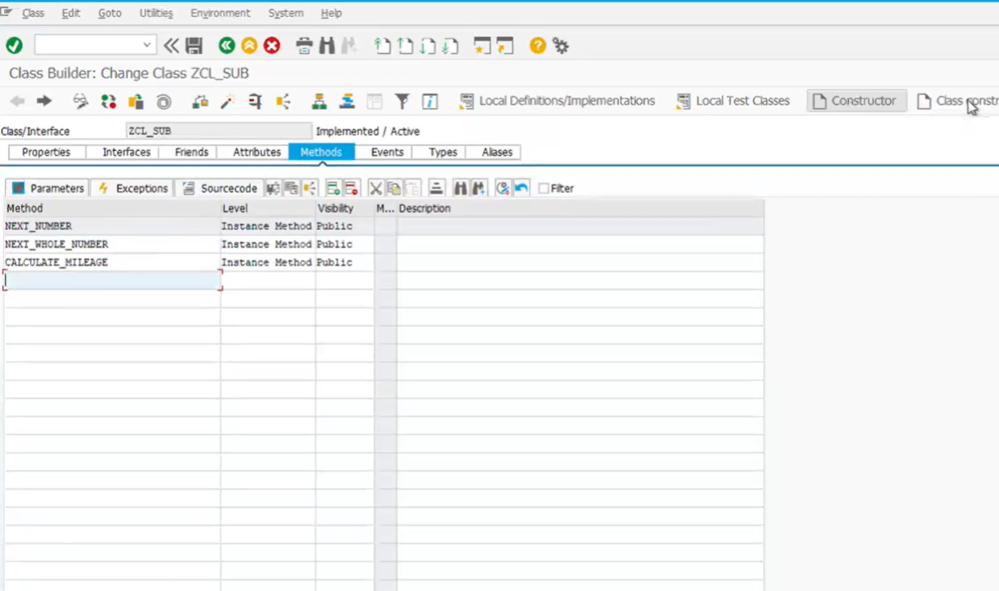 Class Edit Goto Utilities Environment System Help
Class Builder: Change Class ZCL_SUB
Local Definitions/Implementations Local Test Classes Constructor Class constr
Class/Interface ZCL_SUB Implemented / Active
Properties Interfaces Friends Attributes Methods Events Types Aliases
Parameters Exceptions Sourcecode Filter
Method Level Visibility M... Description
NEXT_NUMBER Instance Method Public
NEXT_WHOLE_NUMBER Instance Method Public
CALCULATE_MILEAGE Instance Method Public